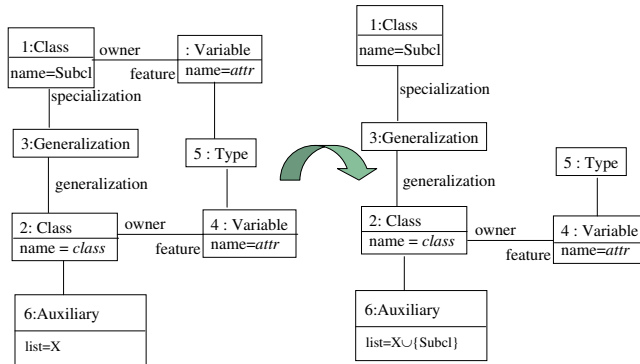 1:Class
name=Subcl
owner
feature
: Variable
name=attr
specialization
3:Generalization
5 : Type
generalization
2: Class
name = class
owner
feature
4 : Variable
name=attr
6:Auxiliary
list=X
1:Class
name=Subcl
specialization
3:Generalization
5 : Type
generalization
2: Class
name = class
owner
feature
4 : Variable
name=attr
6:Auxiliary
list=X∪{Subcl}